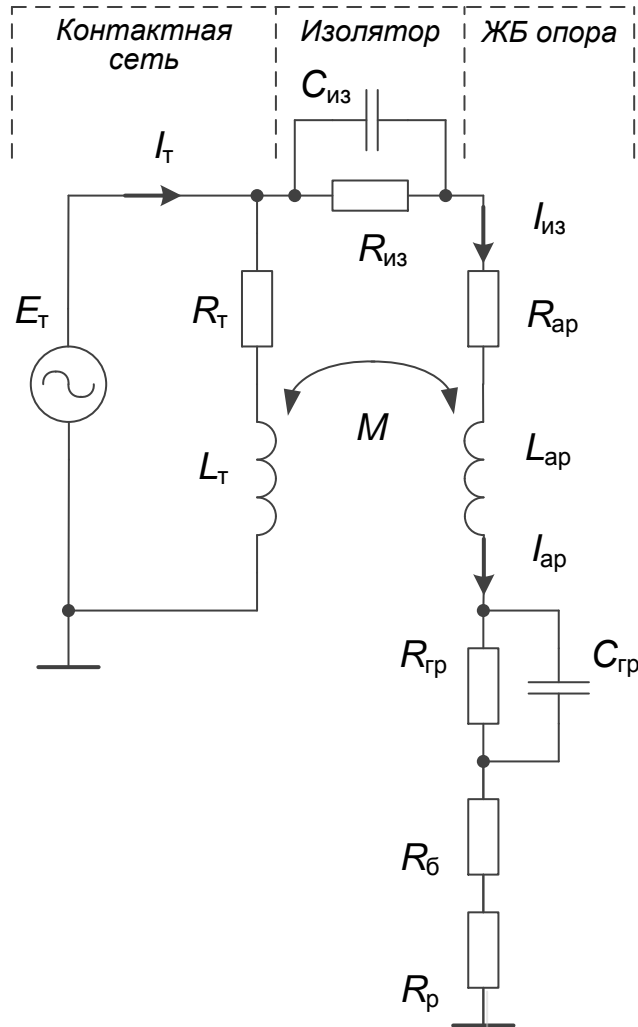 Контактная
сеть
Изолятор
ЖБ опора
Cиз
Iт
Rиз
Iиз
Eт
Rт
Rар
M
Lт
Lар
Iар
Rгр
Cгр
Rб
Rр